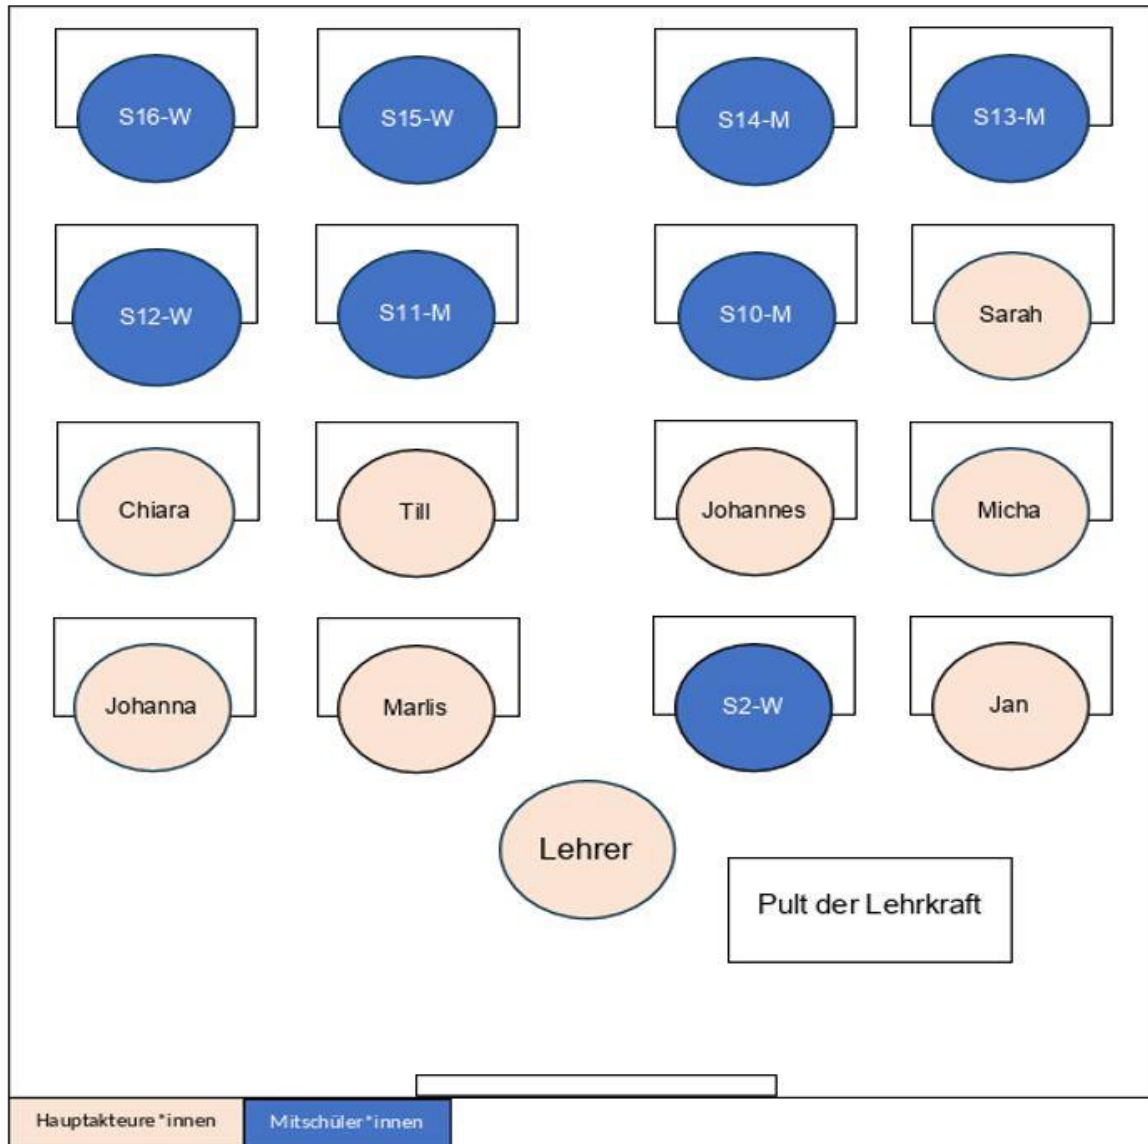 S16-W
S15-W
S14-M
S13-M
S12-W
S11-M
S10-M
Sarah
Chiara
Till
Johannes
Micha
Johanna
Marlis
S2-W
Jan
Lehrer
Pult der Lehrkraft
Hauptakteure*innen
Mitschüler*innen